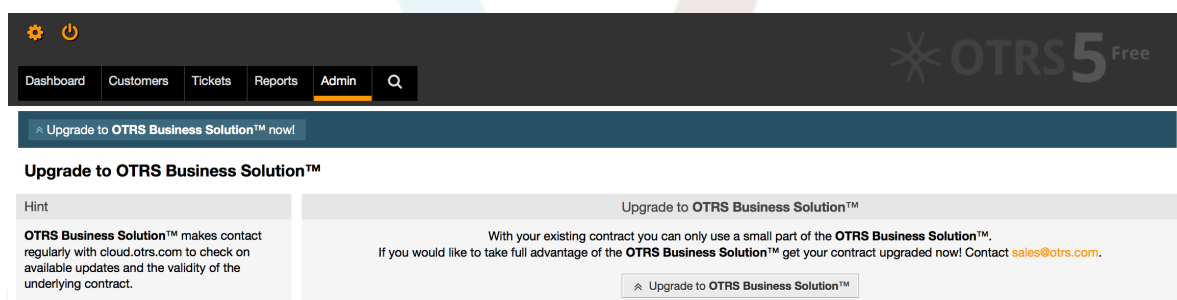 OTRS 5 Free
Dashboard Customers Tickets Reports Admin
Upgrade to OTRS Business Solution™ now!
Upgrade to OTRS Business Solution™
Hint
OTRS Business Solution™ makes contact
regularly with cloud.otrs.com to check on
available updates and the validity of the
underlying contract.
Upgrade to OTRS Business Solution™
With your existing contract you can only use a small part of the OTRS Business Solution™.
If you would like to take full advantage of the OTRS Business Solution™ get your contract upgraded now! Contact sales@otrs.com.
Upgrade to OTRS Business Solution™